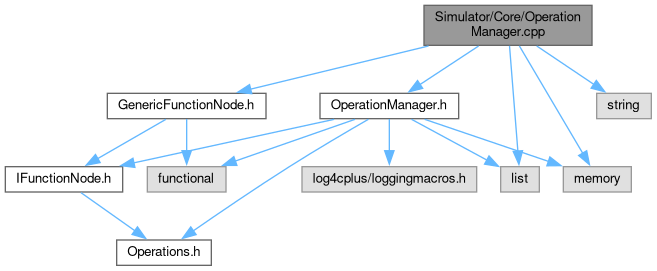 Simulator/Core/Operation
Manager.cpp
GenericFunctionNode.h
OperationManager.h
string
IFunctionNode.h
functional
log4cplus/loggingmacros.h
list
memory
Operations.h